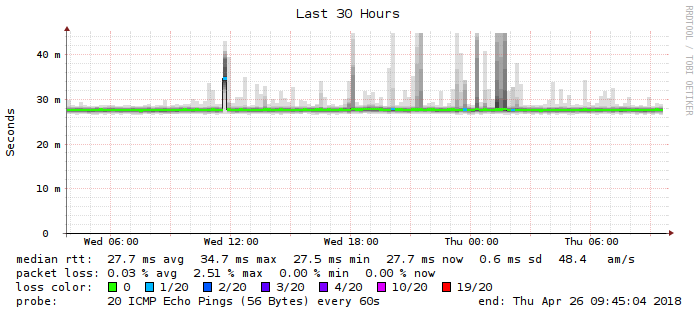 Last 30 Hours
RRDTOOL / TOBI OETIKER
Seconds
40 m
30 m
20 m
10 m
0
Wed 06:00 Wed 12:00 Wed 18:00 Thu 00:00 Thu 06:00
median rtt: 27.7 ms avg 34.7 ms max 27.5 ms min 27.7 ms now 0.6 ms sd 48.4 am/s
packet loss: 0.03 % avg 2.51 % max 0.00 % min 0.00 % now
loss color: 0 1/20 2/20 3/20 4/20 10/20 19/20
probe: 20 ICMP Echo Pings (56 Bytes) every 60s end: Thu Apr 26 09:45:04 2018